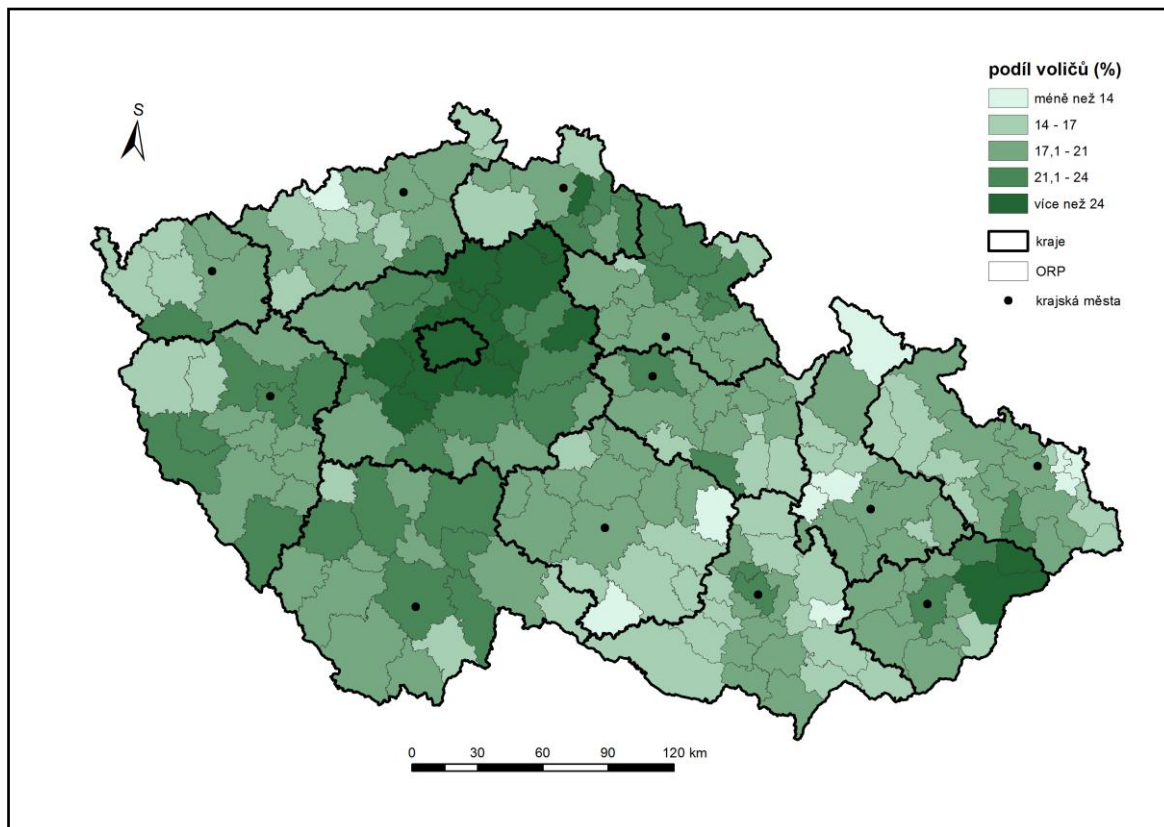 podíl voličů (%)
méně než 14
14 - 17
17,1 - 21
21,1 - 24
více než 24
kraje
ORP
krajská města
S
0 30 60 90 120 km